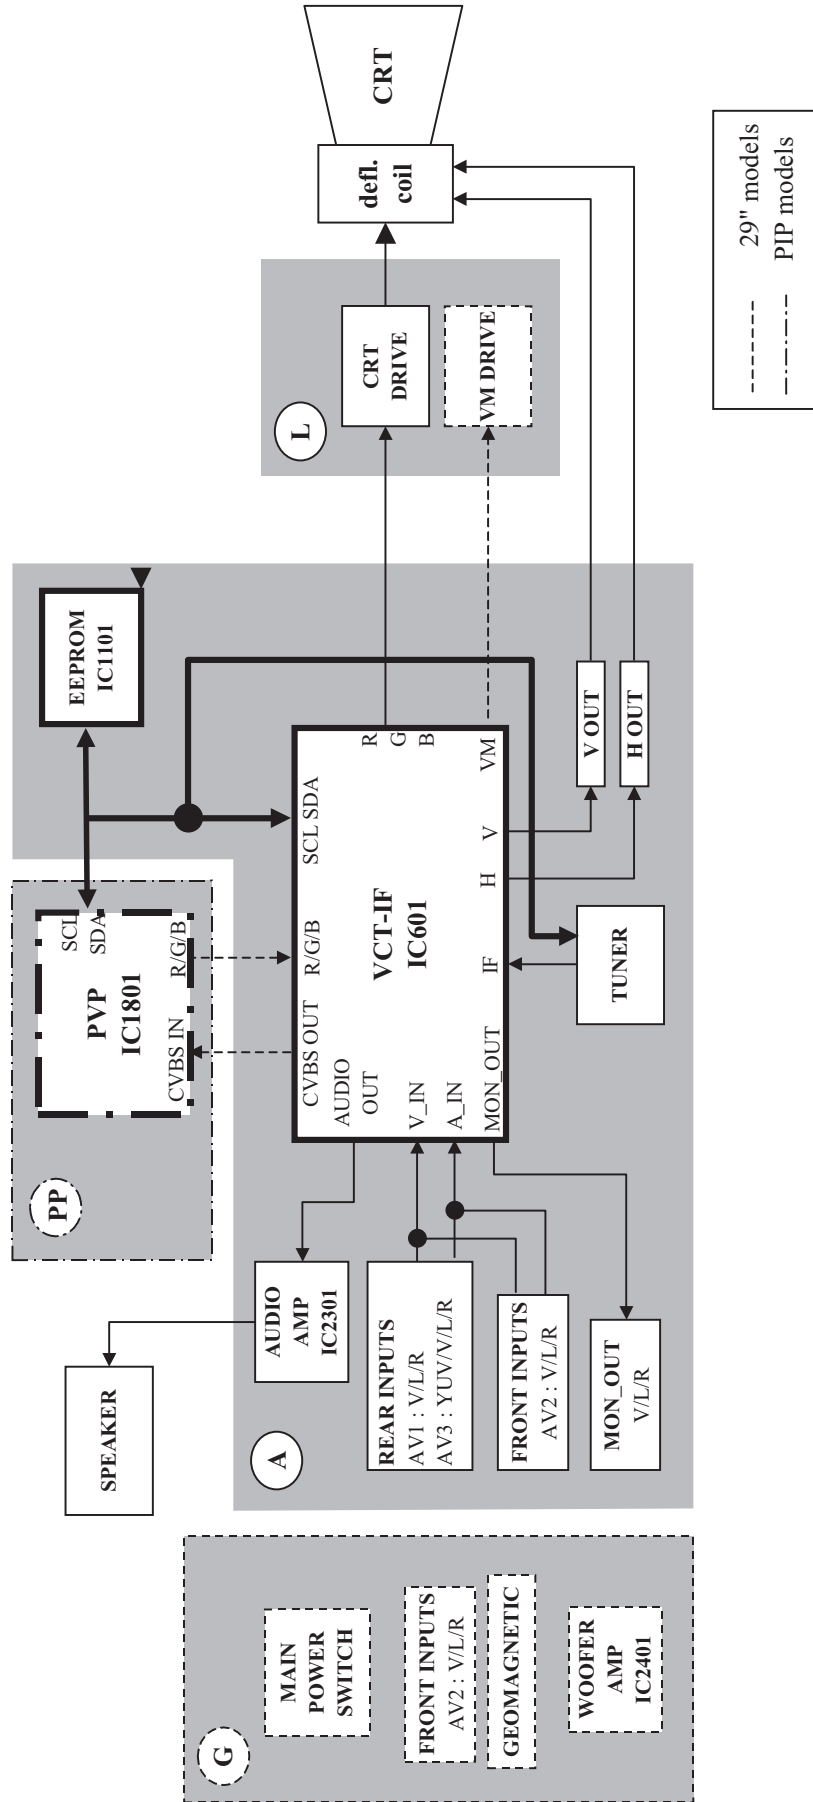 G
MAIN
POWER
SWITCH
FRONT INPUTS
AV2 : V/L/R
GEOMAGNETIC
WOOFER
AMP
IC2401
SPEAKER
A
AUDIO
AMP
IC2301
REAR INPUTS
AV1 : V/L/R
AV3 : YUV/V/L/R
FRONT INPUTS
AV2 : V/L/R
MON_OUT
V/L/R
PP
PVP
IC1801
SCL
SDA
CVBS IN
R/G/B
EEPROM
IC1101
CVBS OUT
R/G/B
SCL SDA
AUDIO
OUT
V_IN
A_IN
MON_OUT
VCT-IF
IC601
R
G
B
VM
IF
H
V
TUNER
V OUT
H OUT
L
CRT
DRIVE
VM DRIVE
defl.
coil
CRT
29" models
PIP models